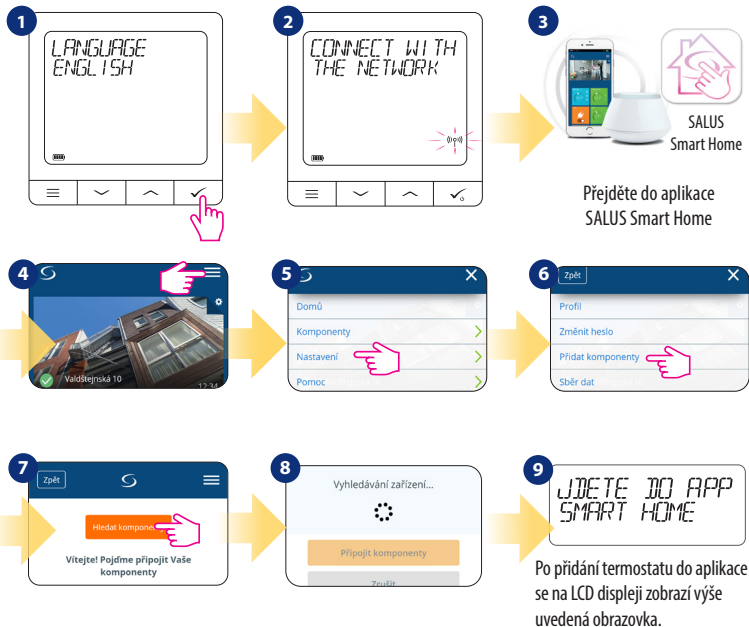 1
LANGUAGE
ENGLISH
2
CONNECT WITH
THE NETWORK
3
SALUS
Smart Home
Přejděte do aplikace
SALUS Smart Home
4
Valdštejnská 10
12:34
5
Domů
Komponenty
Nastavení
Pomoc
6
Zpět
Profil
Změnit heslo
Přidat komponenty
Sběr dat
7
Zpět
Hledat
Vítejte! Pojďme připojit Vaše
komponenty
8
Vyhledávání zařízení...
Připojit komponenty
Zrušit
9
JDETE DO APP
SMART HOME
Po přidání termostatu do aplikace
se na LCD displeji zobrazí výše
uvedená obrazovka.